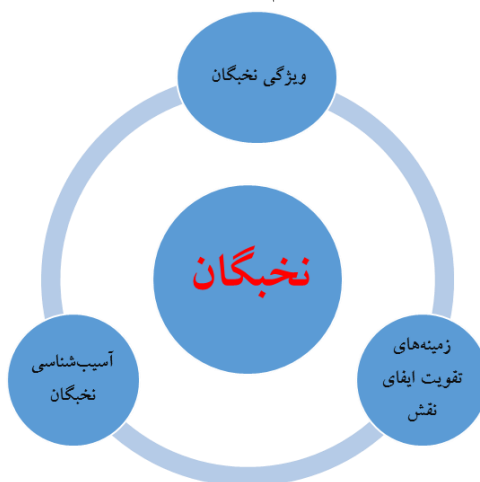 ویژگی نخبگان
نخبگان
زمینه‌های
تقویت ایفای
نقش
آسیب‌شناسی
نخبگان